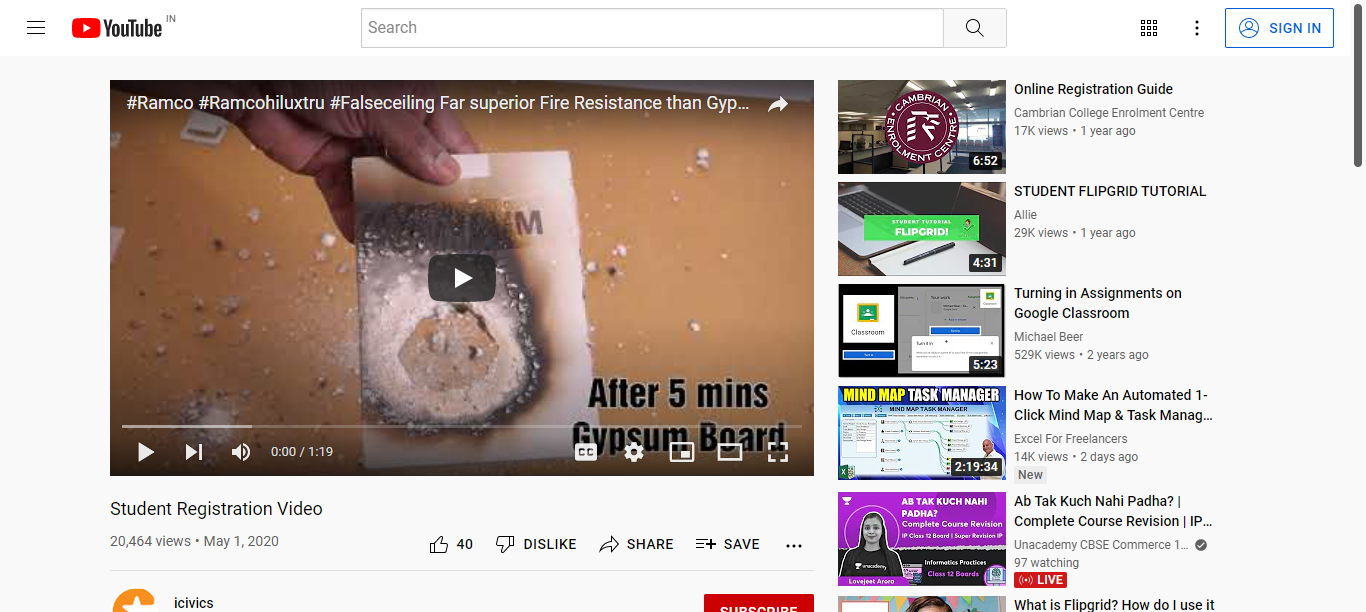 YouTube IN
Search
SIGN IN
#Ramco #Ramcohiluxtru #Falseceiling Far superior Fire Resistance than Gyp...
After 5 mins
Gypsum Board
0:00 / 1:19
CC
Student Registration Video
20,464 views • May 1, 2020
40 DISLIKE SHARE SAVE
icivics
SUBSCRIBE
CAMBRIAN
ENROLMENT CENTRE
6:52
Online Registration Guide
Cambrian College Enrolment Centre
17K views • 1 year ago
STUDENT TUTORIAL
FLIPGRID!
4:31
STUDENT FLIPGRID TUTORIAL
Allie
29K views • 1 year ago
Classroom
Turn in
Your work
Turn it in
5:23
Turning in Assignments on
Google Classroom
Michael Beer
529K views • 2 years ago
MIND MAP TASK MANAGER
MIND MAP TASK MANAGER
2:19:34
How To Make An Automated 1-
Click Mind Map & Task Manag...
Excel For Freelancers
14K views • 2 days ago
New
AB TAK KUCH NAHI
PADHA?
Complete Course Revision
IP Class 12 Board | Super Revision IP
unacademy
Informatics Practices
Class 12 Boards
Lovejeet Arora
Ab Tak Kuch Nahi Padha? |
Complete Course Revision | IP...
Unacademy CBSE Commerce 1...
97 watching
LIVE
What is Flipgrid? How do I use it